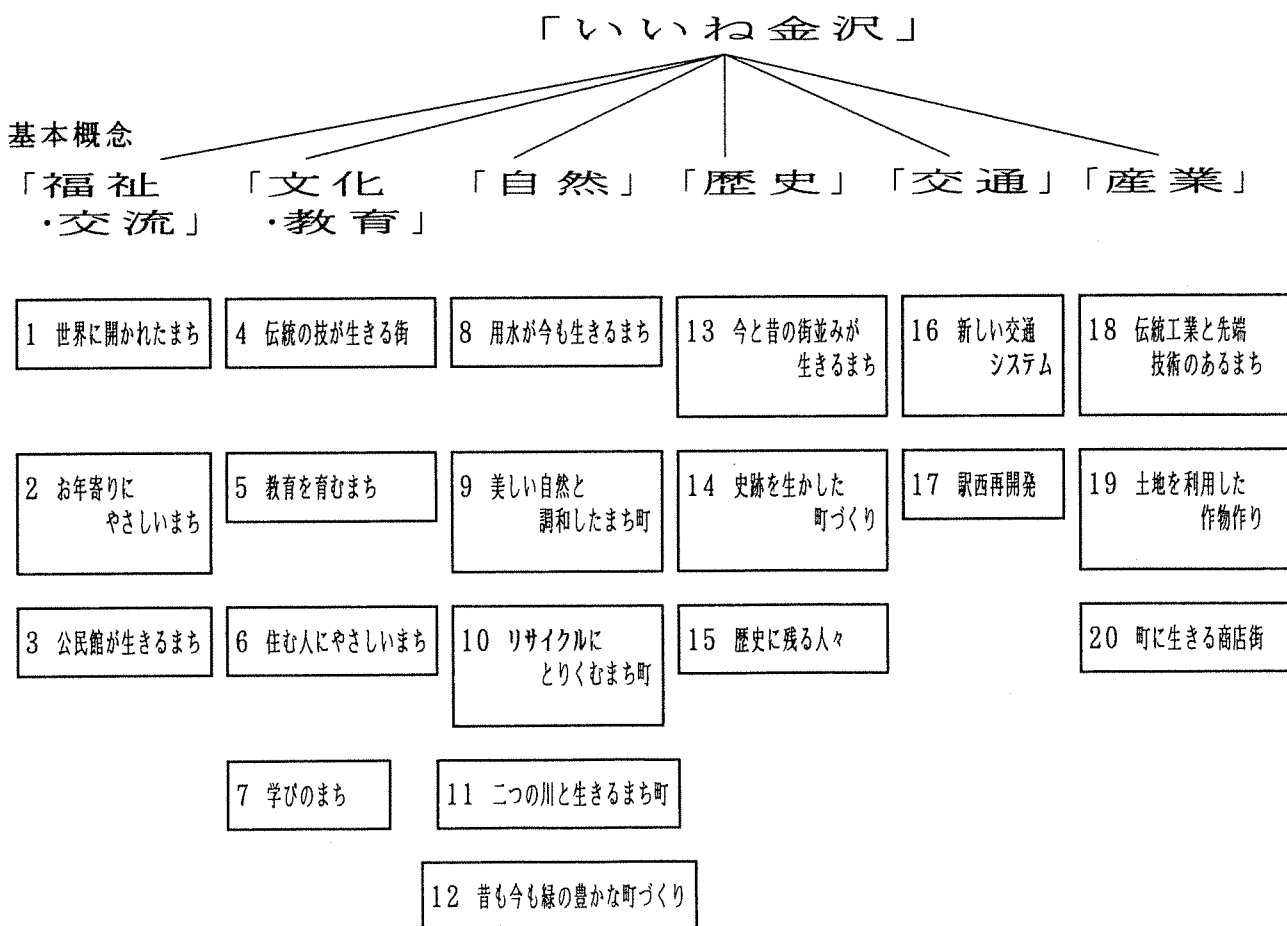 「いいね金沢」
基本概念
「福祉
・交流」
「文化
・教育」
「自然」
「歴史」
「交通」
「産業」
1 世界に開かれたまち
2 お年寄りに
やさしいまち
3 公民館が生きるまち
4 伝統の技が生きる街
5 教育を育むまち
6 住む人にやさしいまち
7 学びのまち
8 用水が今も生きるまち
9 美しい自然と
調和したまち町
10 リサイクルに
とりくむまち町
11 二つの川と生きるまち町
12 昔も今も緑の豊かな町づくり
13 今と昔の街並みが
生きるまち
14 史跡を生かした
町づくり
15 歴史に残る人々
16 新しい交通
システム
17 駅西再開発
18 伝統工業と先端
技術のあるまち
19 土地を利用した
作物作り
20 町に生きる商店街